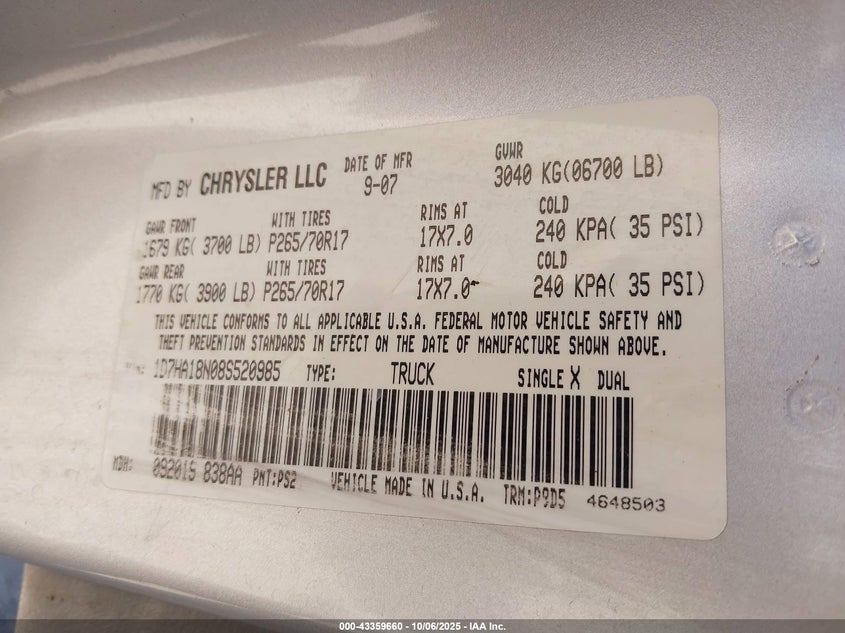 MFD BY CHRYSLER LLC DATE OF MFR 9-07 GVWR 3040 KG(06700 LB)
GAWR FRONT WITH TIRES RIMS AT COLD
1679 KG( 3700 LB) P265/70R17 17X7.0 240 KPA( 35 PSI)
GAWR REAR WITH TIRES RIMS AT COLD
1770 KG( 3900 LB) P265/70R17 17X7.0 240 KPA( 35 PSI)
THIS VEHICLE CONFORMS TO ALL APPLICABLE U.S.A. FEDERAL MOTOR VEHICLE SAFETY AND
THEFT PREVENTION STANDARDS IN EFFECT ON THE DATE OF MANUFACTURE SHOWN ABOVE.
1D7HA18N08S520985 TYPE: TRUCK SINGLE X DUAL
MDH: 092015 838AA PNT:PS2 VEHICLE MADE IN U.S.A. TRM:P9D5 4648503
000-43359660 - 10/06/2025 - IAA Inc.